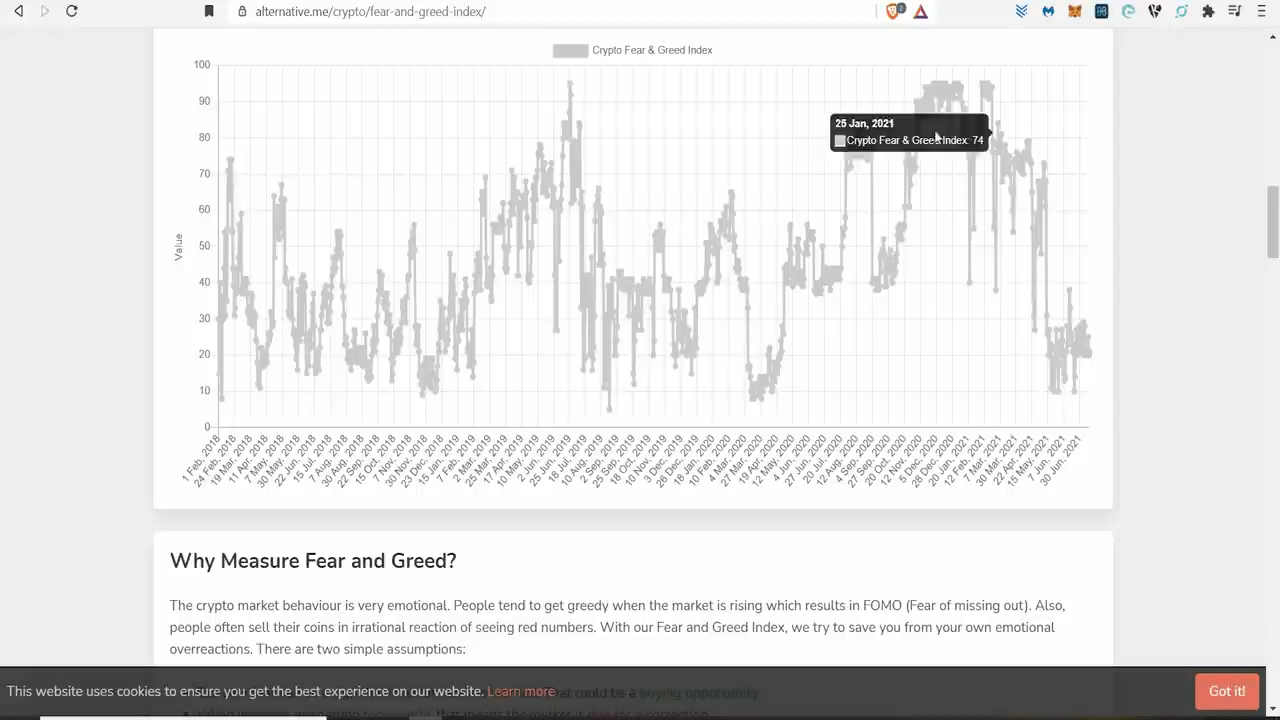 alternative.me/crypto/fear-and-greed-index/
Crypto Fear & Greed Index
100
90
80
70
60
50
40
30
20
10
0
Value
25 Jan, 2021
Crypto Fear & Greed Index: 74
1 Feb, 2018
24 Feb, 2018
19 Mar, 2018
11 Apr, 2018
7 May, 2018
30 May, 2018
22 Jun, 2018
15 Jul, 2018
7 Aug, 2018
30 Aug, 2018
22 Sep, 2018
15 Oct, 2018
7 Nov, 2018
30 Nov, 2018
23 Dec, 2018
15 Jan, 2019
7 Feb, 2019
2 Mar, 2019
25 Mar, 2019
17 Apr, 2019
10 May, 2019
2 Jun, 2019
25 Jun, 2019
18 Jul, 2019
10 Aug, 2019
2 Sep, 2019
25 Sep, 2019
18 Oct, 2019
10 Nov, 2019
3 Dec, 2019
26 Dec, 2019
18 Jan, 2020
10 Feb, 2020
4 Mar, 2020
27 Mar, 2020
19 Apr, 2020
12 May, 2020
4 Jun, 2020
27 Jun, 2020
20 Jul, 2020
12 Aug, 2020
4 Sep, 2020
27 Sep, 2020
20 Oct, 2020
12 Nov, 2020
5 Dec, 2020
28 Dec, 2020
20 Jan, 2021
12 Feb, 2021
7 Mar, 2021
30 Mar, 2021
22 Apr, 2021
15 May, 2021
7 Jun, 2021
30 Jun, 2021
Why Measure Fear and Greed?
The crypto market behaviour is very emotional. People tend to get greedy when the market is rising which results in FOMO (Fear of missing out). Also,
people often sell their coins in irrational reaction of seeing red numbers. With our Fear and Greed Index, we try to save you from your own emotional
overreactions. There are two simple assumptions:
This website uses cookies to ensure you get the best experience on our website. Learn more
at could be a buying opportunity
that means the market is due for a correction
Got it!